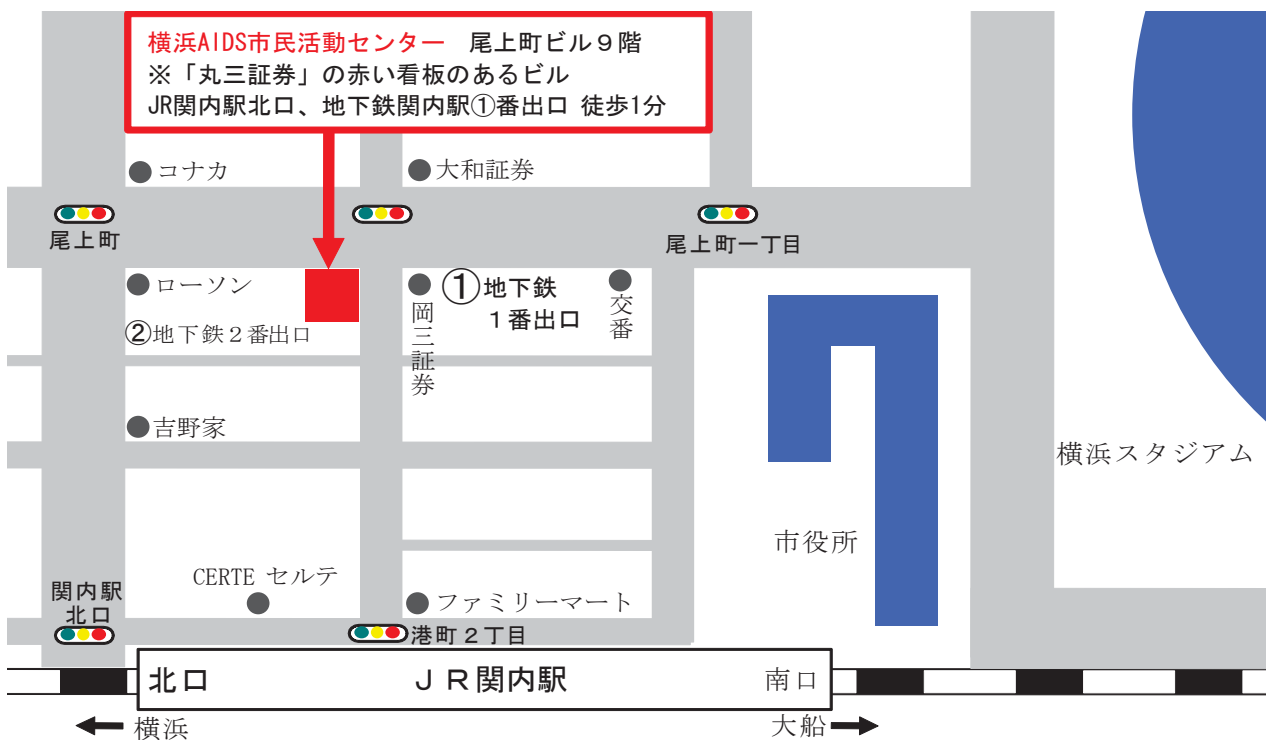 横浜AIDS市民活動センター 尾上町ビル９階
※「丸三証券」の赤い看板のあるビル
JR関内駅北口、地下鉄関内駅①番出口 徒歩1分
コナカ
大和証券
尾上町
尾上町一丁目
ローソン
②地下鉄２番出口
岡三証券
①地下鉄
１番出口
交番
吉野家
横浜スタジアム
市役所
CERTE セルテ
関内駅
北口
ファミリーマート
港町２丁目
北口
ＪＲ関内駅
南口
横浜
大船